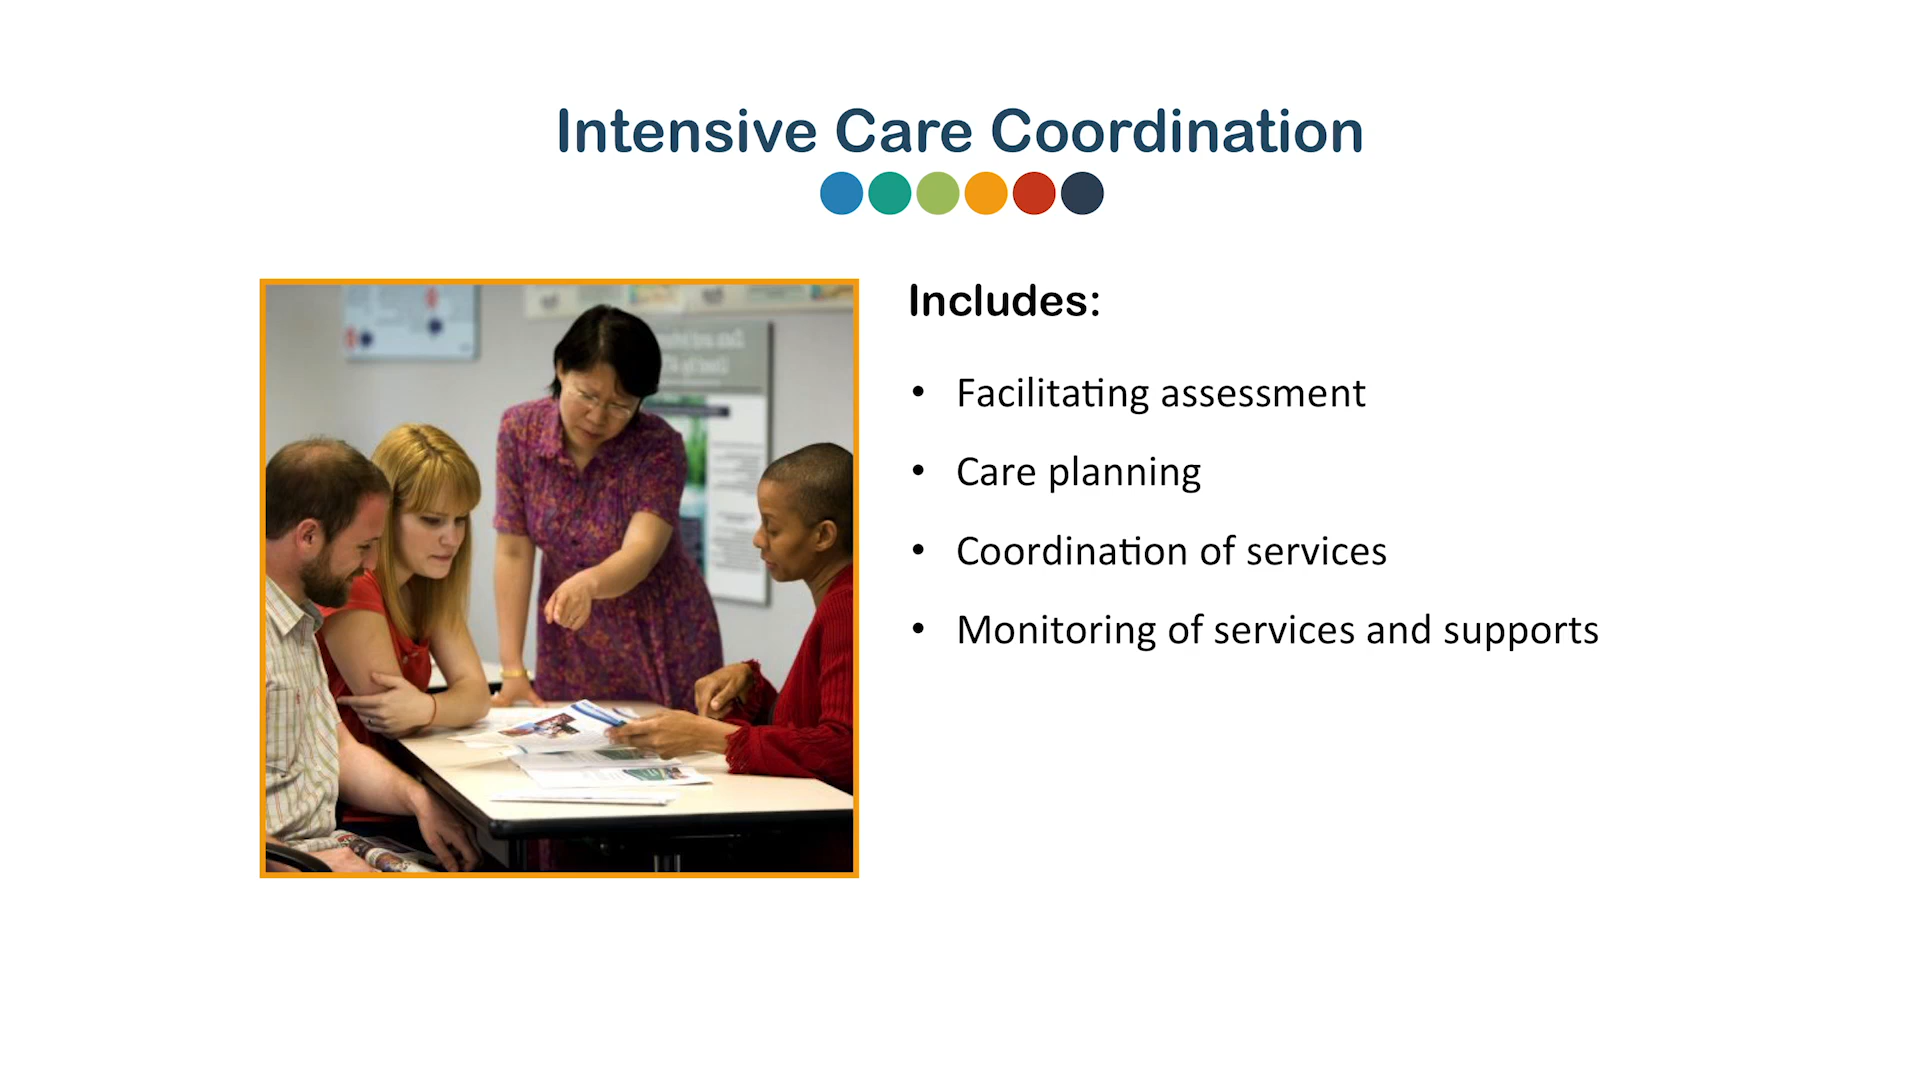 Intensive Care Coordination
Includes:
• Facilitating assessment
• Care planning
• Coordination of services
• Monitoring of services and supports